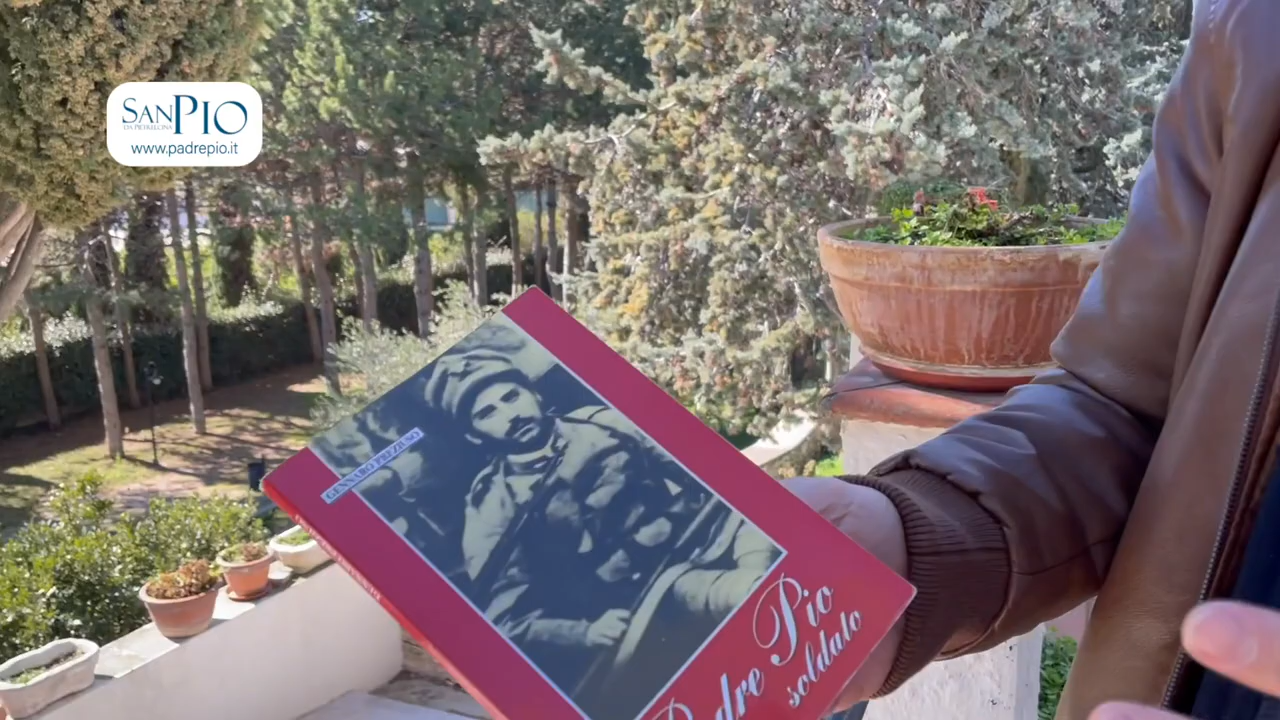 SANPIO
DA PIETRELCINA
www.padrepio.it
GENNARO PREZIUSO
Padre Pio
soldato